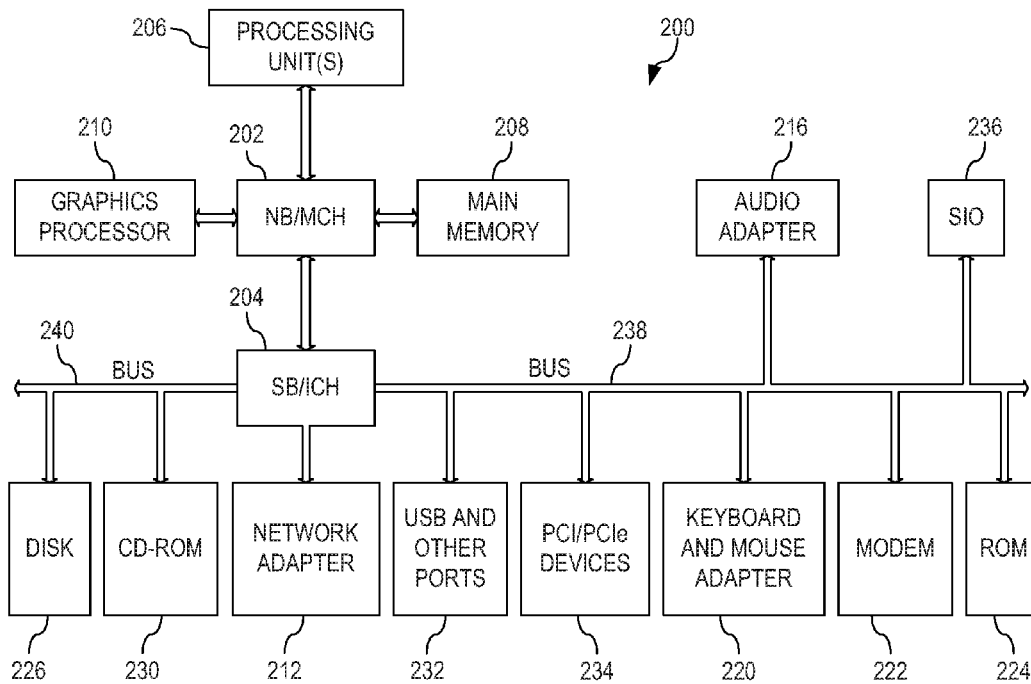 206
PROCESSING
UNIT(S)
200
210
202
208
216
236
GRAPHICS
PROCESSOR
NB/MCH
MAIN
MEMORY
AUDIO
ADAPTER
SIO
204
240
238
BUS
SB/ICH
BUS
DISK
CD-ROM
NETWORK
ADAPTER
USB AND
OTHER
PORTS
PCI/PCIe
DEVICES
KEYBOARD
AND MOUSE
ADAPTER
MODEM
ROM
226
230
212
232
234
220
222
224